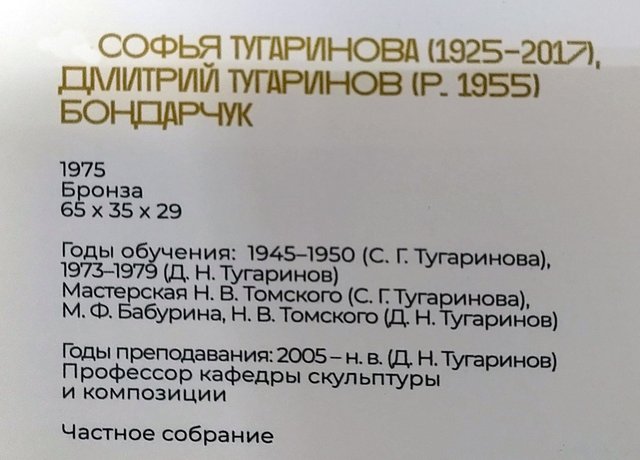 СОФЬЯ ТУГАРИНОВА (1925–2017),
ДМИТРИЙ ТУГАРИНОВ (Р. 1955)
БОНДАРЧУК
1975
Бронза
65 х 35 х 29
Годы обучения: 1945–1950 (С. Г. Тугаринова),
1973–1979 (Д. Н. Тугаринов)
Мастерская Н. В. Томского (С. Г. Тугаринова),
М. Ф. Бабурина, Н. В. Томского (Д. Н. Тугаринов)
Годы преподавания: 2005 – н. в. (Д. Н. Тугаринов)
Профессор кафедры скульптуры
и композиции
Частное собрание